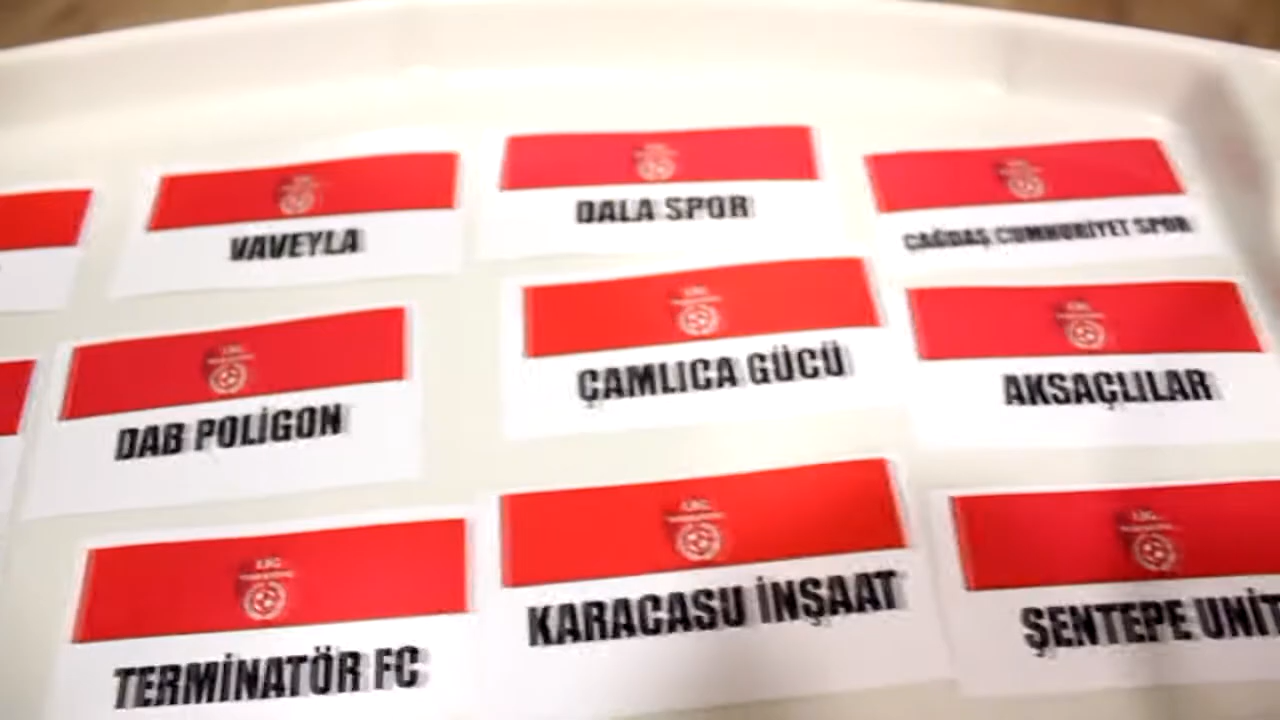 VAVEYLA
DALA SPOR
ÇAĞDAŞ CUMHURİYET SPOR
DAB POLİGON
ÇAMLICA GÜCÜ
AKSAÇLILAR
TERMİNATÖR FC
KARACASU İNŞAAT
ŞENTEPE UNİT